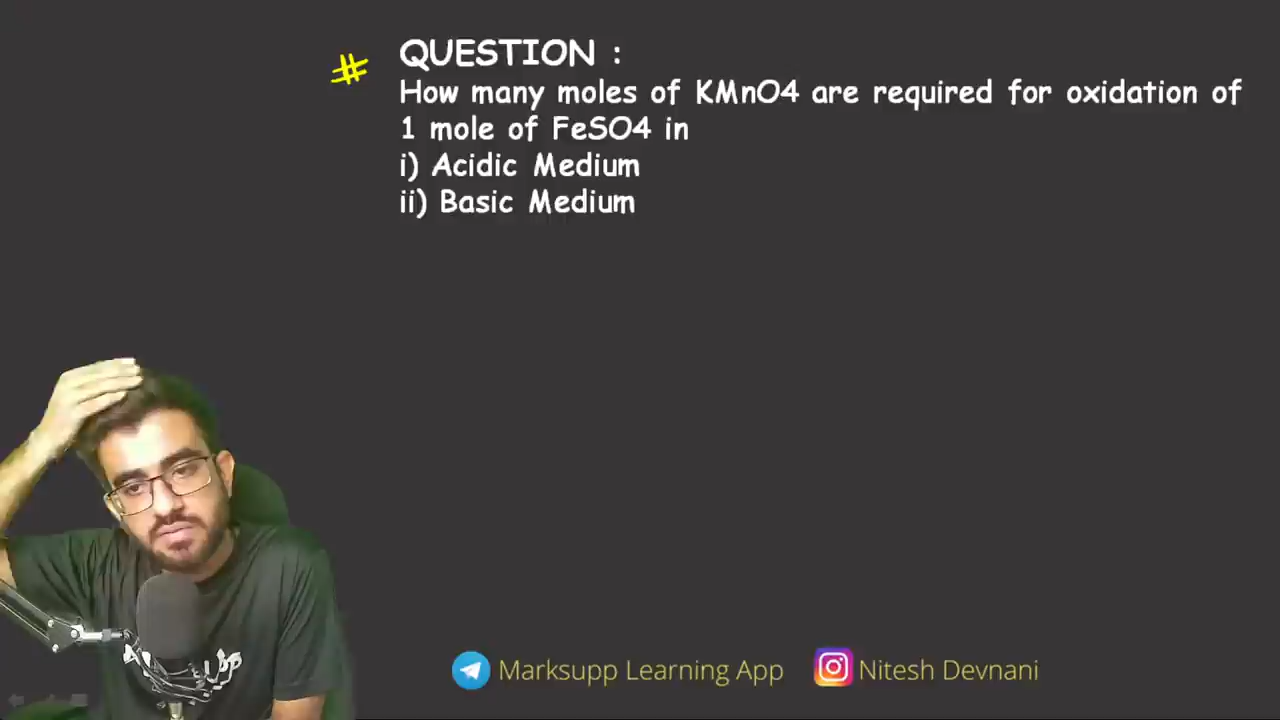 # QUESTION :
How many moles of KMnO4 are required for oxidation of
1 mole of FeSO4 in
i) Acidic Medium
ii) Basic Medium
Marksupp Learning App
Nitesh Devnani